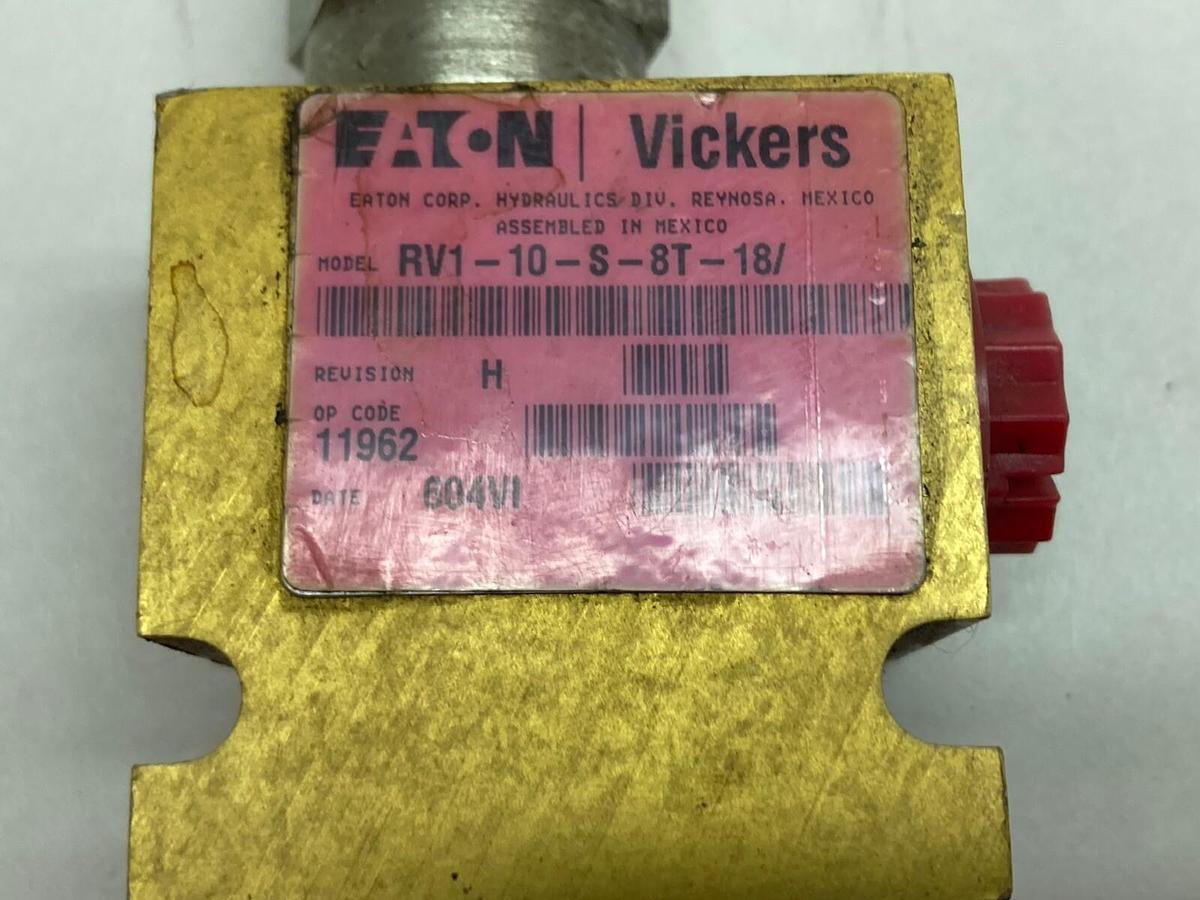 EATON | Vickers
EATON CORP. HYDRAULICS DIV. REYNOSA. MEXICO
ASSEMBLED IN MEXICO
MODEL RV1-10-S-8T-18/
REVISION H
OP CODE
11962
DATE 604VI